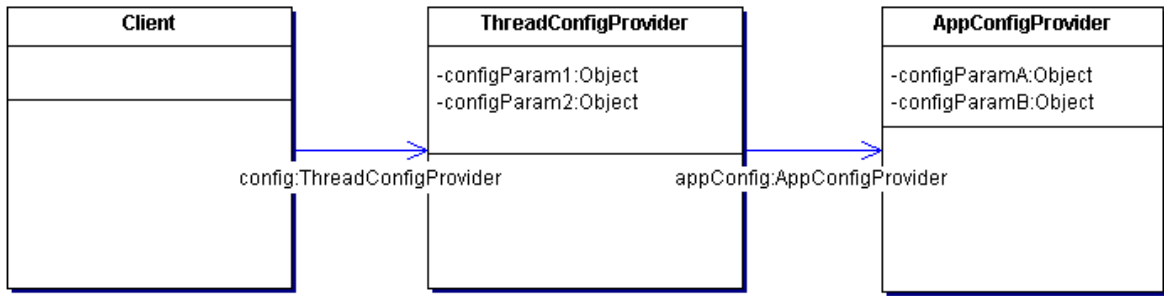 Client
ThreadConfigProvider
-configParam1:Object
-configParam2:Object
AppConfigProvider
-configParamA:Object
-configParamB:Object
config:ThreadConfigProvider
appConfig:AppConfigProvider